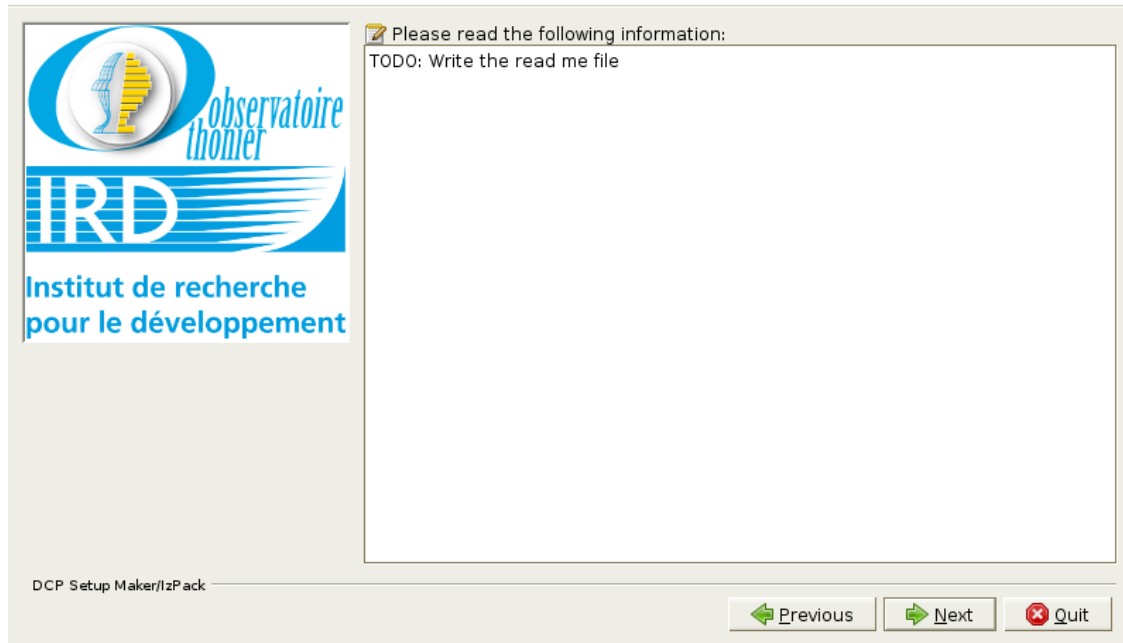 observatoire
thonier
IRD
Institut de recherche
pour le développement
Please read the following information:
TODO: Write the read me file
DCP Setup Maker/IzPack
Previous
Next
Quit